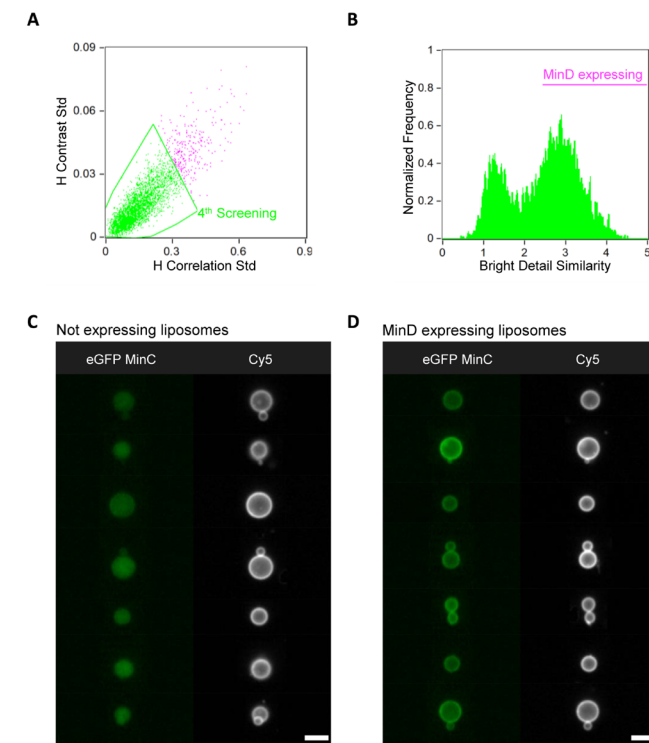 A
0.09
0.06
0.03
0
H Contrast Std
4th Screening
0
0.3
0.6
0.9
H Correlation Std
B
1
0.8
0.6
0.4
0.2
0
Normalized Frequency
MinD expressing
0
1
2
3
4
5
Bright Detail Similarity
C
Not expressing liposomes
eGFP MinC
Cy5
D
MinD expressing liposomes
eGFP MinC
Cy5